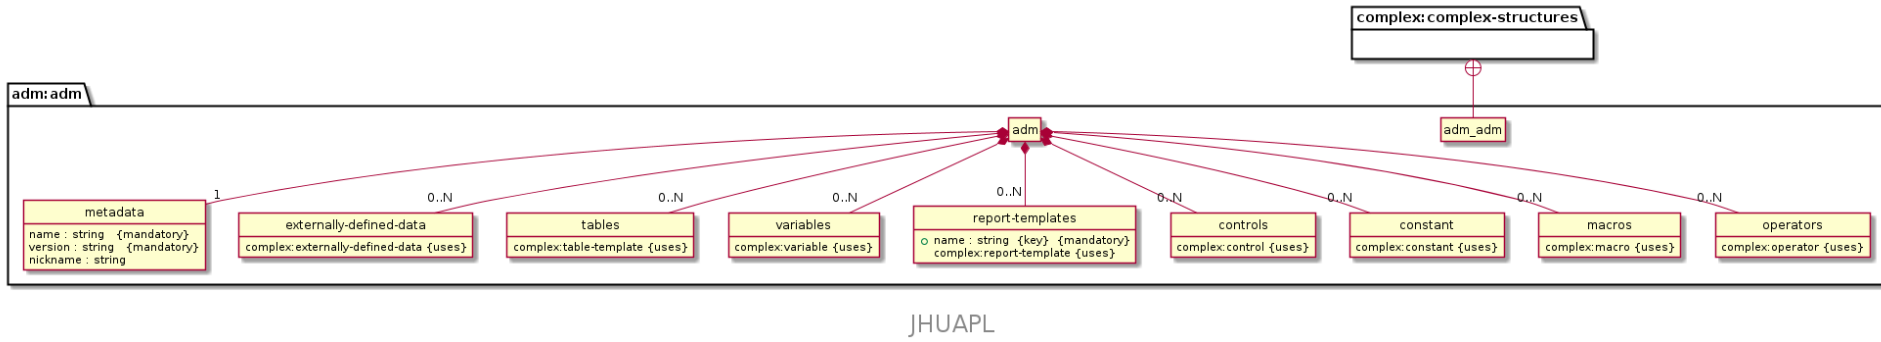 complex:complex-structures
adm:adm
adm
adm_adm
1
0..N
0..N
0..N
0..N
0..N
0..N
0..N
0..N
metadata
name : string {mandatory}
version : string {mandatory}
nickname : string
externally-defined-data
complex:externally-defined-data {uses}
tables
complex:table-template {uses}
variables
complex:variable {uses}
report-templates
name : string {key} {mandatory}
complex:report-template {uses}
controls
complex:control {uses}
constant
complex:constant {uses}
macros
complex:macro {uses}
operators
complex:operator {uses}
JHUAPL